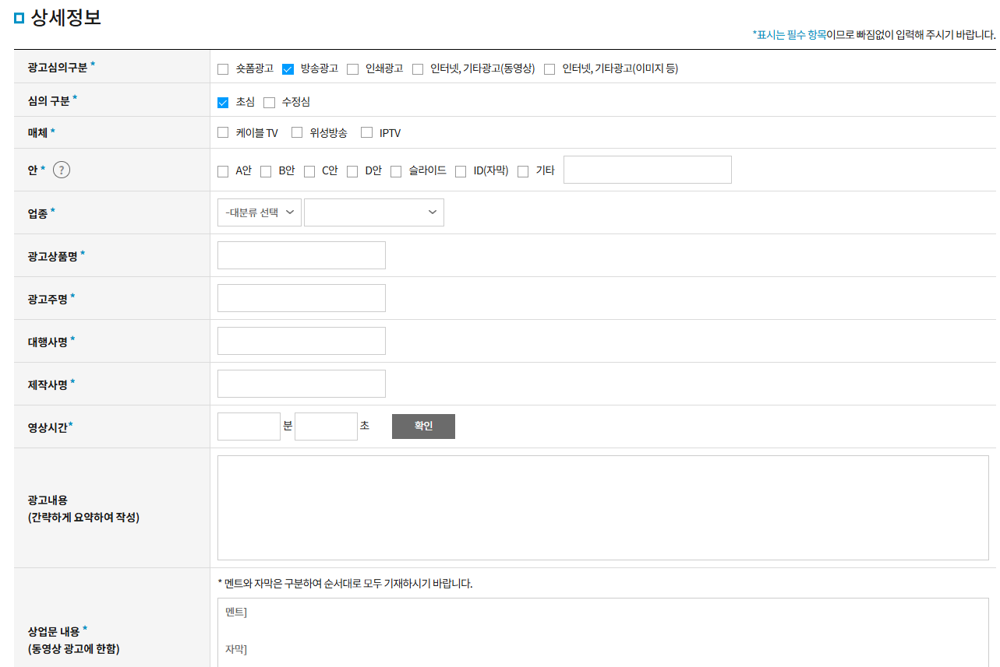 상세정보
*표시는 필수 항목이므로 빠짐없이 입력해 주시기 바랍니다.
광고심의구분 * 숏폼광고 방송광고 인쇄광고 인터넷, 기타광고(동영상) 인터넷, 기타광고(이미지 등)
심의 구분 * 초심 수정심
매체 * 케이블 TV 위성방송 IPTV
안 * ? A안 B안 C안 D안 슬라이드 ID(자막) 기타
업종 * -대분류 선택
광고상품명 *
광고주명 *
대행사명 *
제작사명 *
영상시간* 분 초 확인
광고내용
(간략하게 요약하여 작성)
* 멘트와 자막은 구분하여 순서대로 모두 기재하시기 바랍니다.
멘트]
상업문 내용 *
(동영상 광고에 한함)
자막]